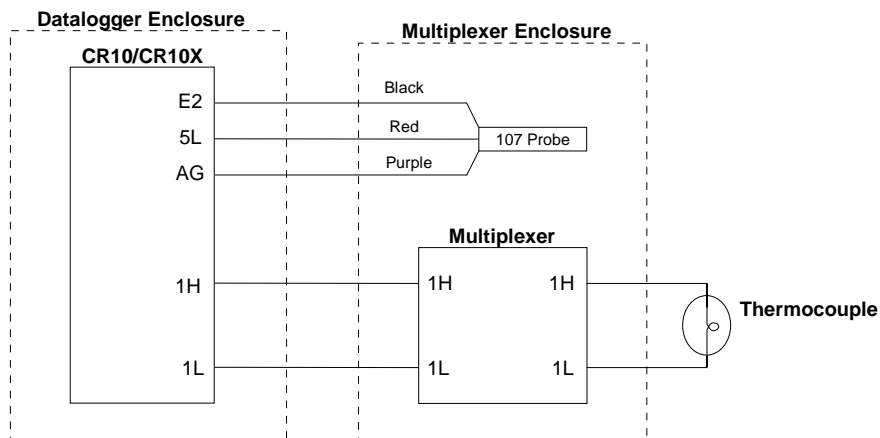 Datalogger Enclosure
Multiplexer Enclosure
CR10/CR10X
E2
Black
5L
Red
107 Probe
AG
Purple
Multiplexer
1H
1H
1H
Thermocouple
1L
1L
1L